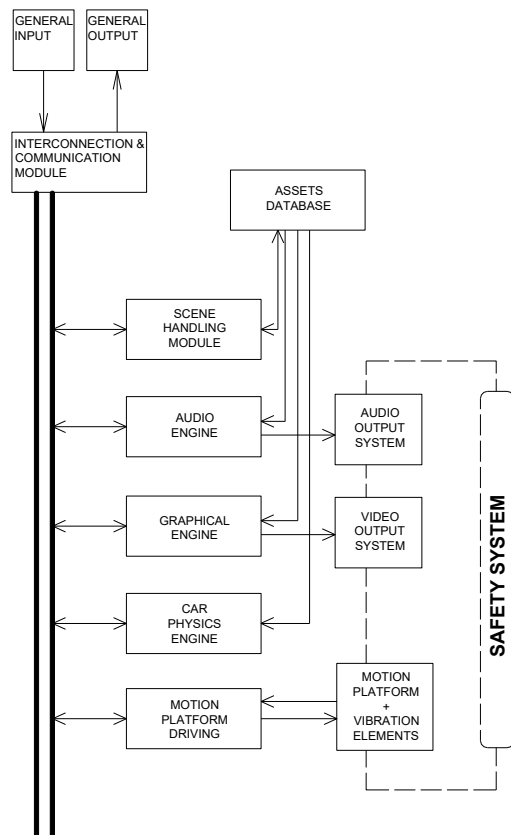 GENERAL
INPUT
GENERAL
OUTPUT
INTERCONNECTION &
COMMUNICATION
MODULE
ASSETS
DATABASE
SCENE
HANDLING
MODULE
AUDIO
ENGINE
AUDIO
OUTPUT
SYSTEM
GRAPHICAL
ENGINE
VIDEO
OUTPUT
SYSTEM
CAR
PHYSICS
ENGINE
MOTION
PLATFORM
DRIVING
MOTION
PLATFORM
+
VIBRATION
ELEMENTS
SAFETY SYSTEM